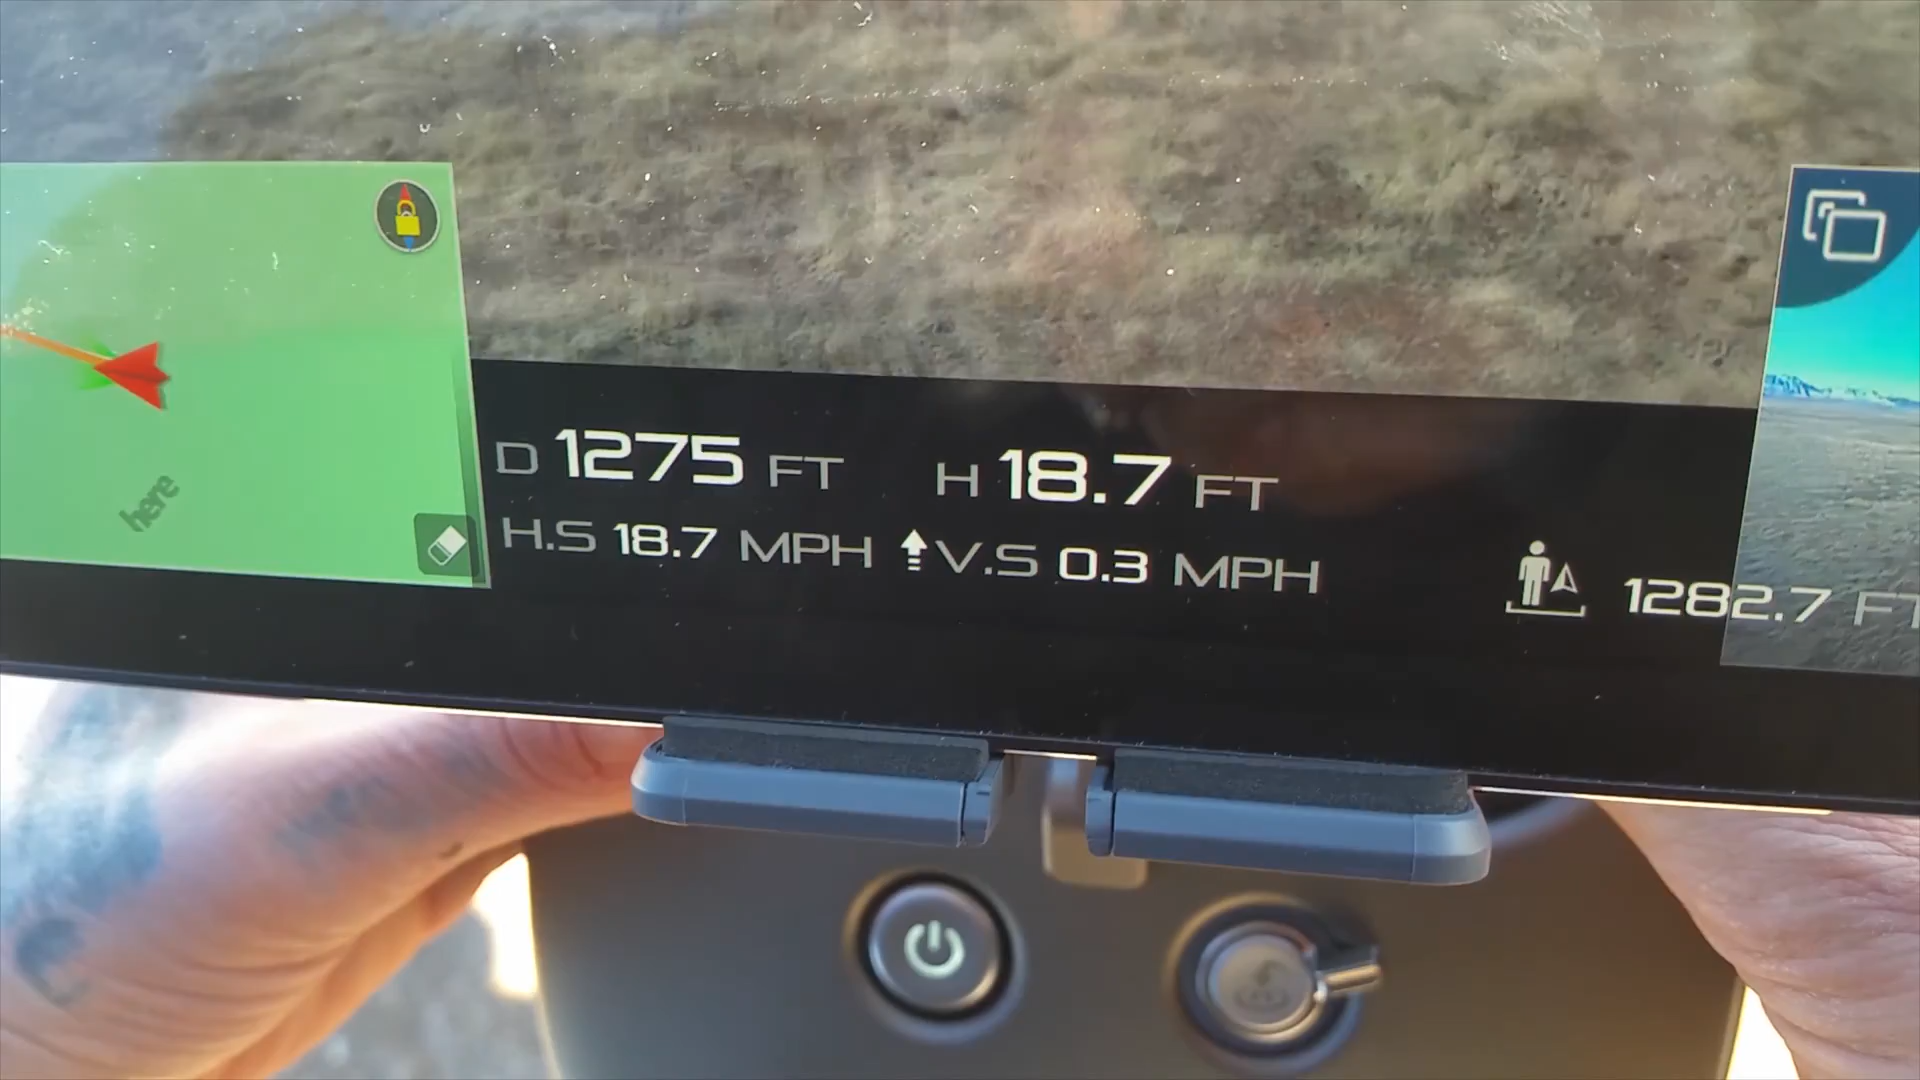 D 1275 FT H 18.7 FT
H.S 18.7 MPH V.S 0.3 MPH
1282.7 FT
here